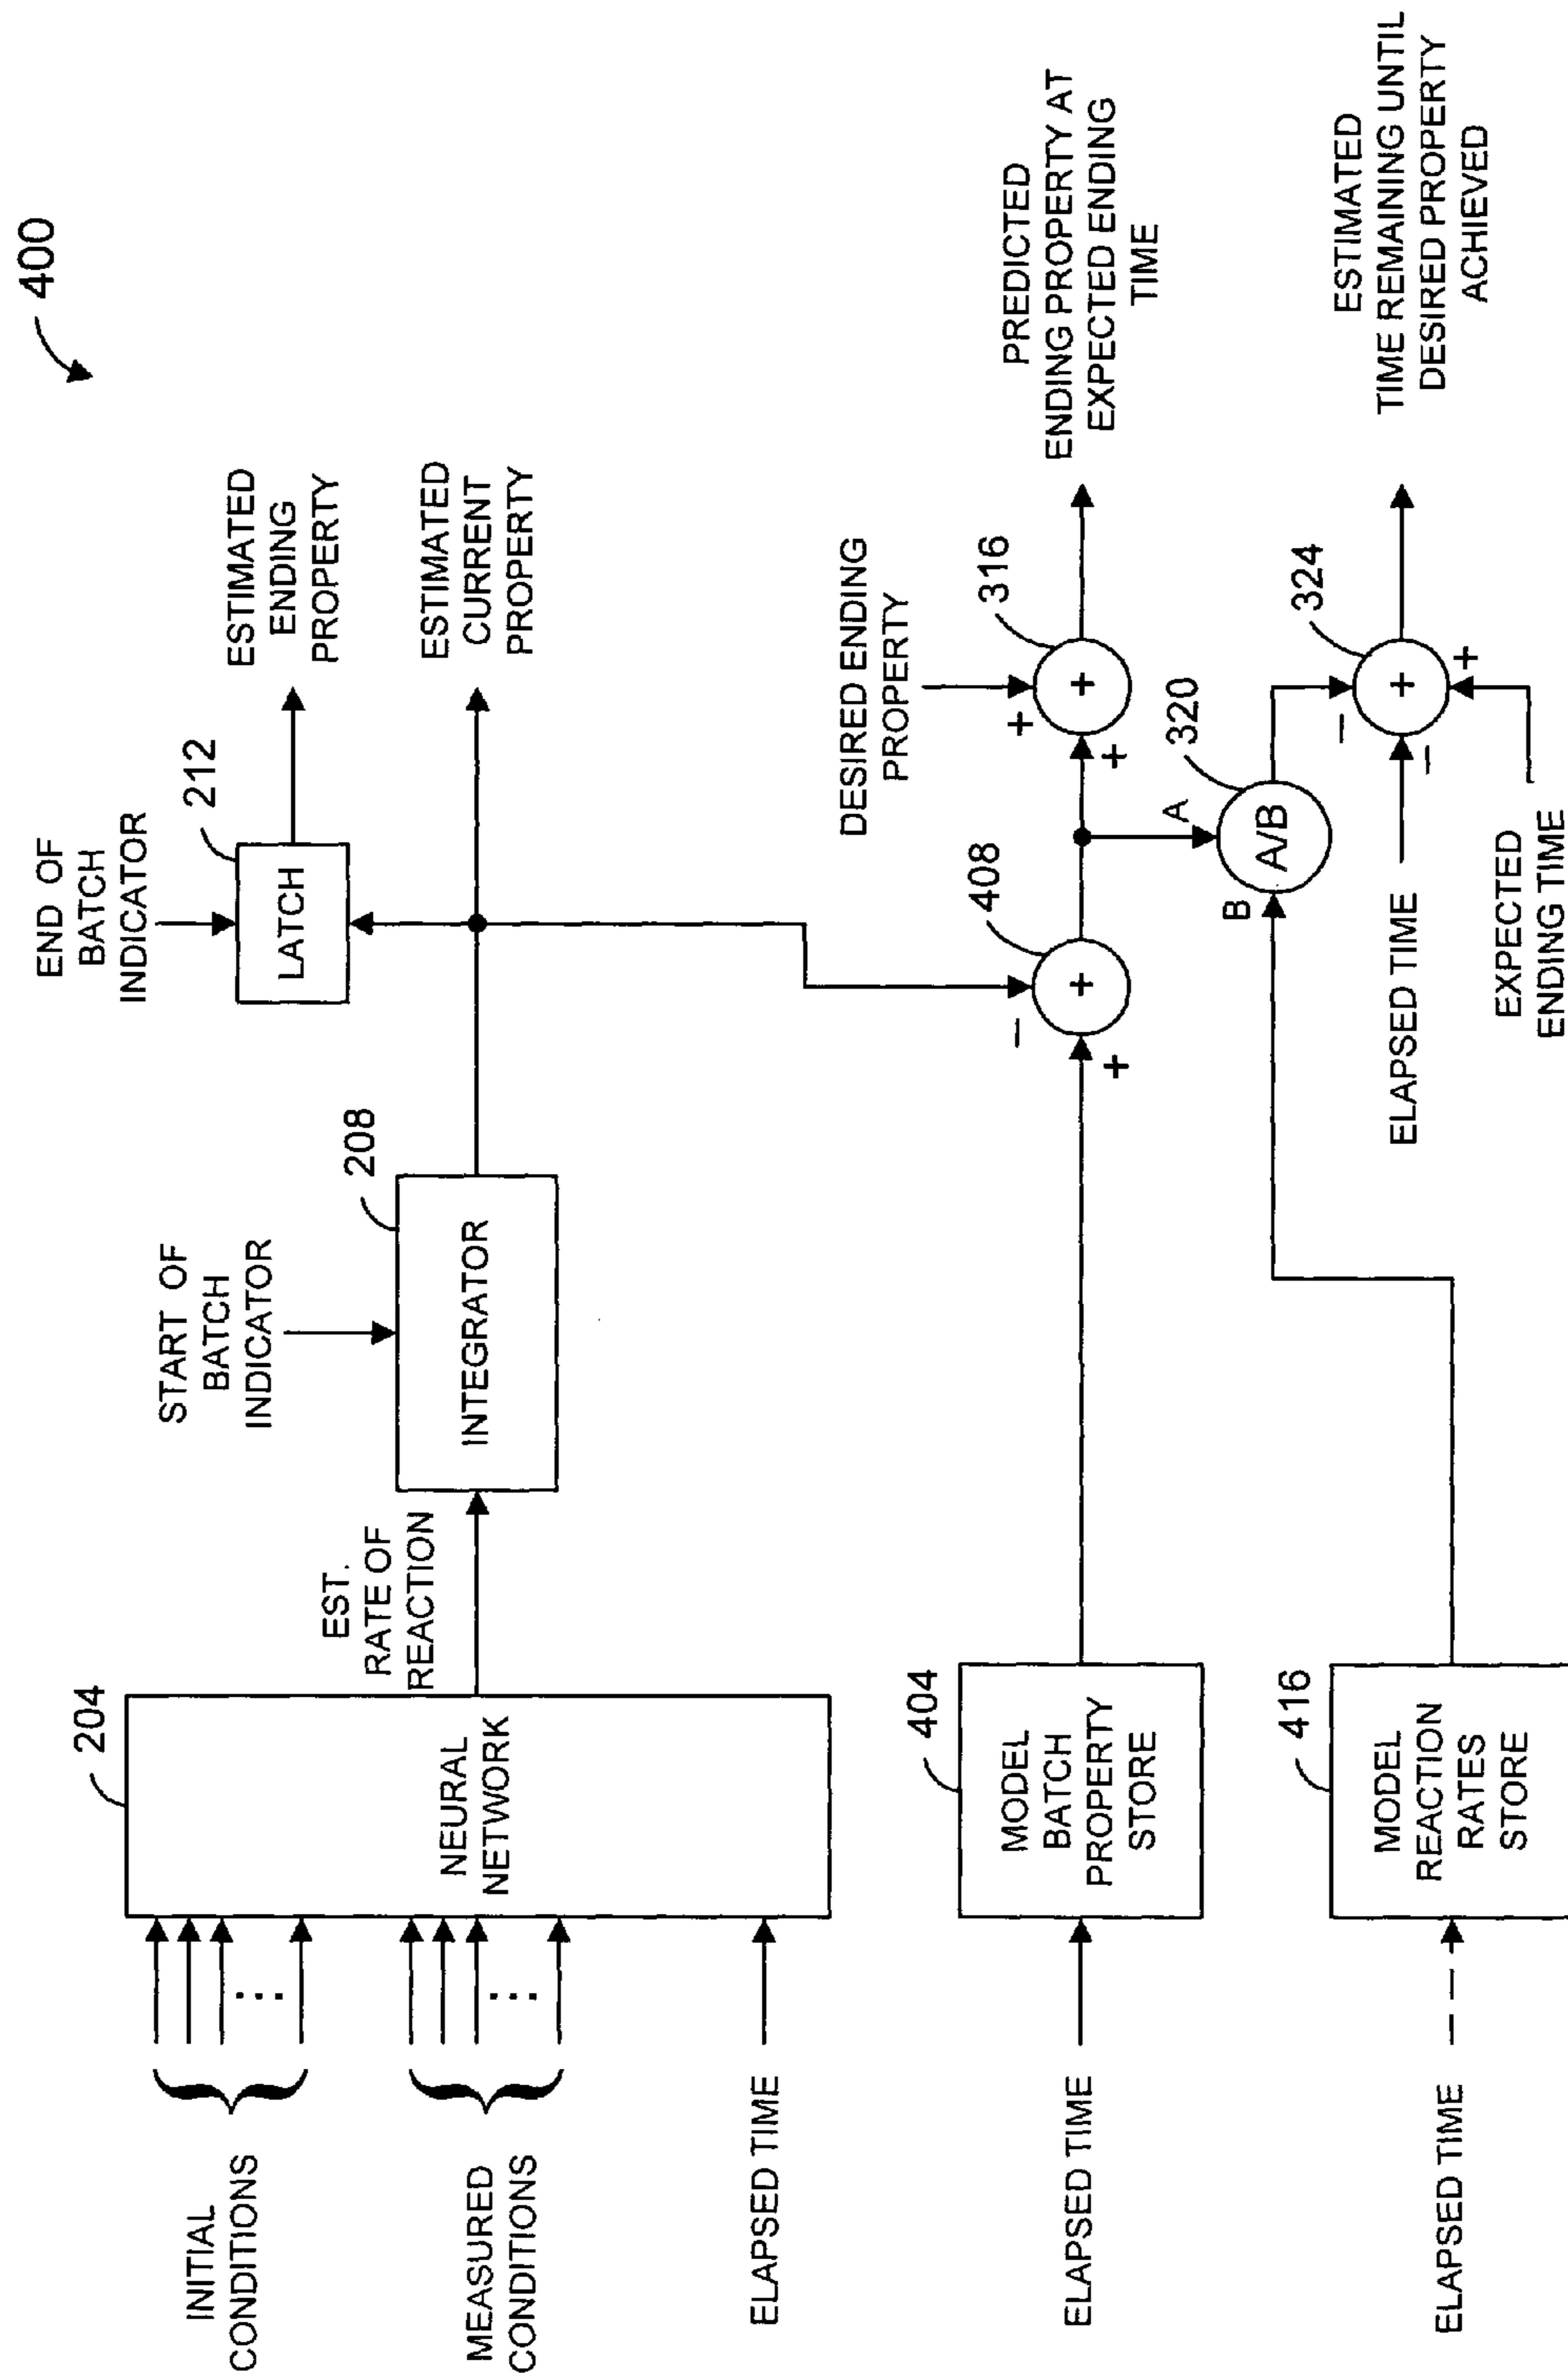 400
INITIAL
CONDITIONS
MEASURED
CONDITIONS
ELAPSED TIME
204
NEURAL
NETWORK
EST.
RATE OF
REACTION
START OF
BATCH
INDICATOR
208
INTEGRATOR
END OF
BATCH
INDICATOR
212
LATCH
ESTIMATED
ENDING
PROPERTY
ESTIMATED
CURRENT
PROPERTY
ELAPSED TIME
404
MODEL
BATCH
PROPERTY
STORE
408
+
−
+
DESIRED ENDING
PROPERTY
316
+
+
+
PREDICTED
ENDING PROPERTY AT
EXPECTED ENDING
TIME
ELAPSED TIME
416
MODEL
REACTION
RATES
STORE
A
B
A/B
320
324
+
−
−
+
ELAPSED TIME
EXPECTED
ENDING TIME
ESTIMATED
TIME REMAINING UNTIL
DESIRED PROPERTY
ACHIEVED